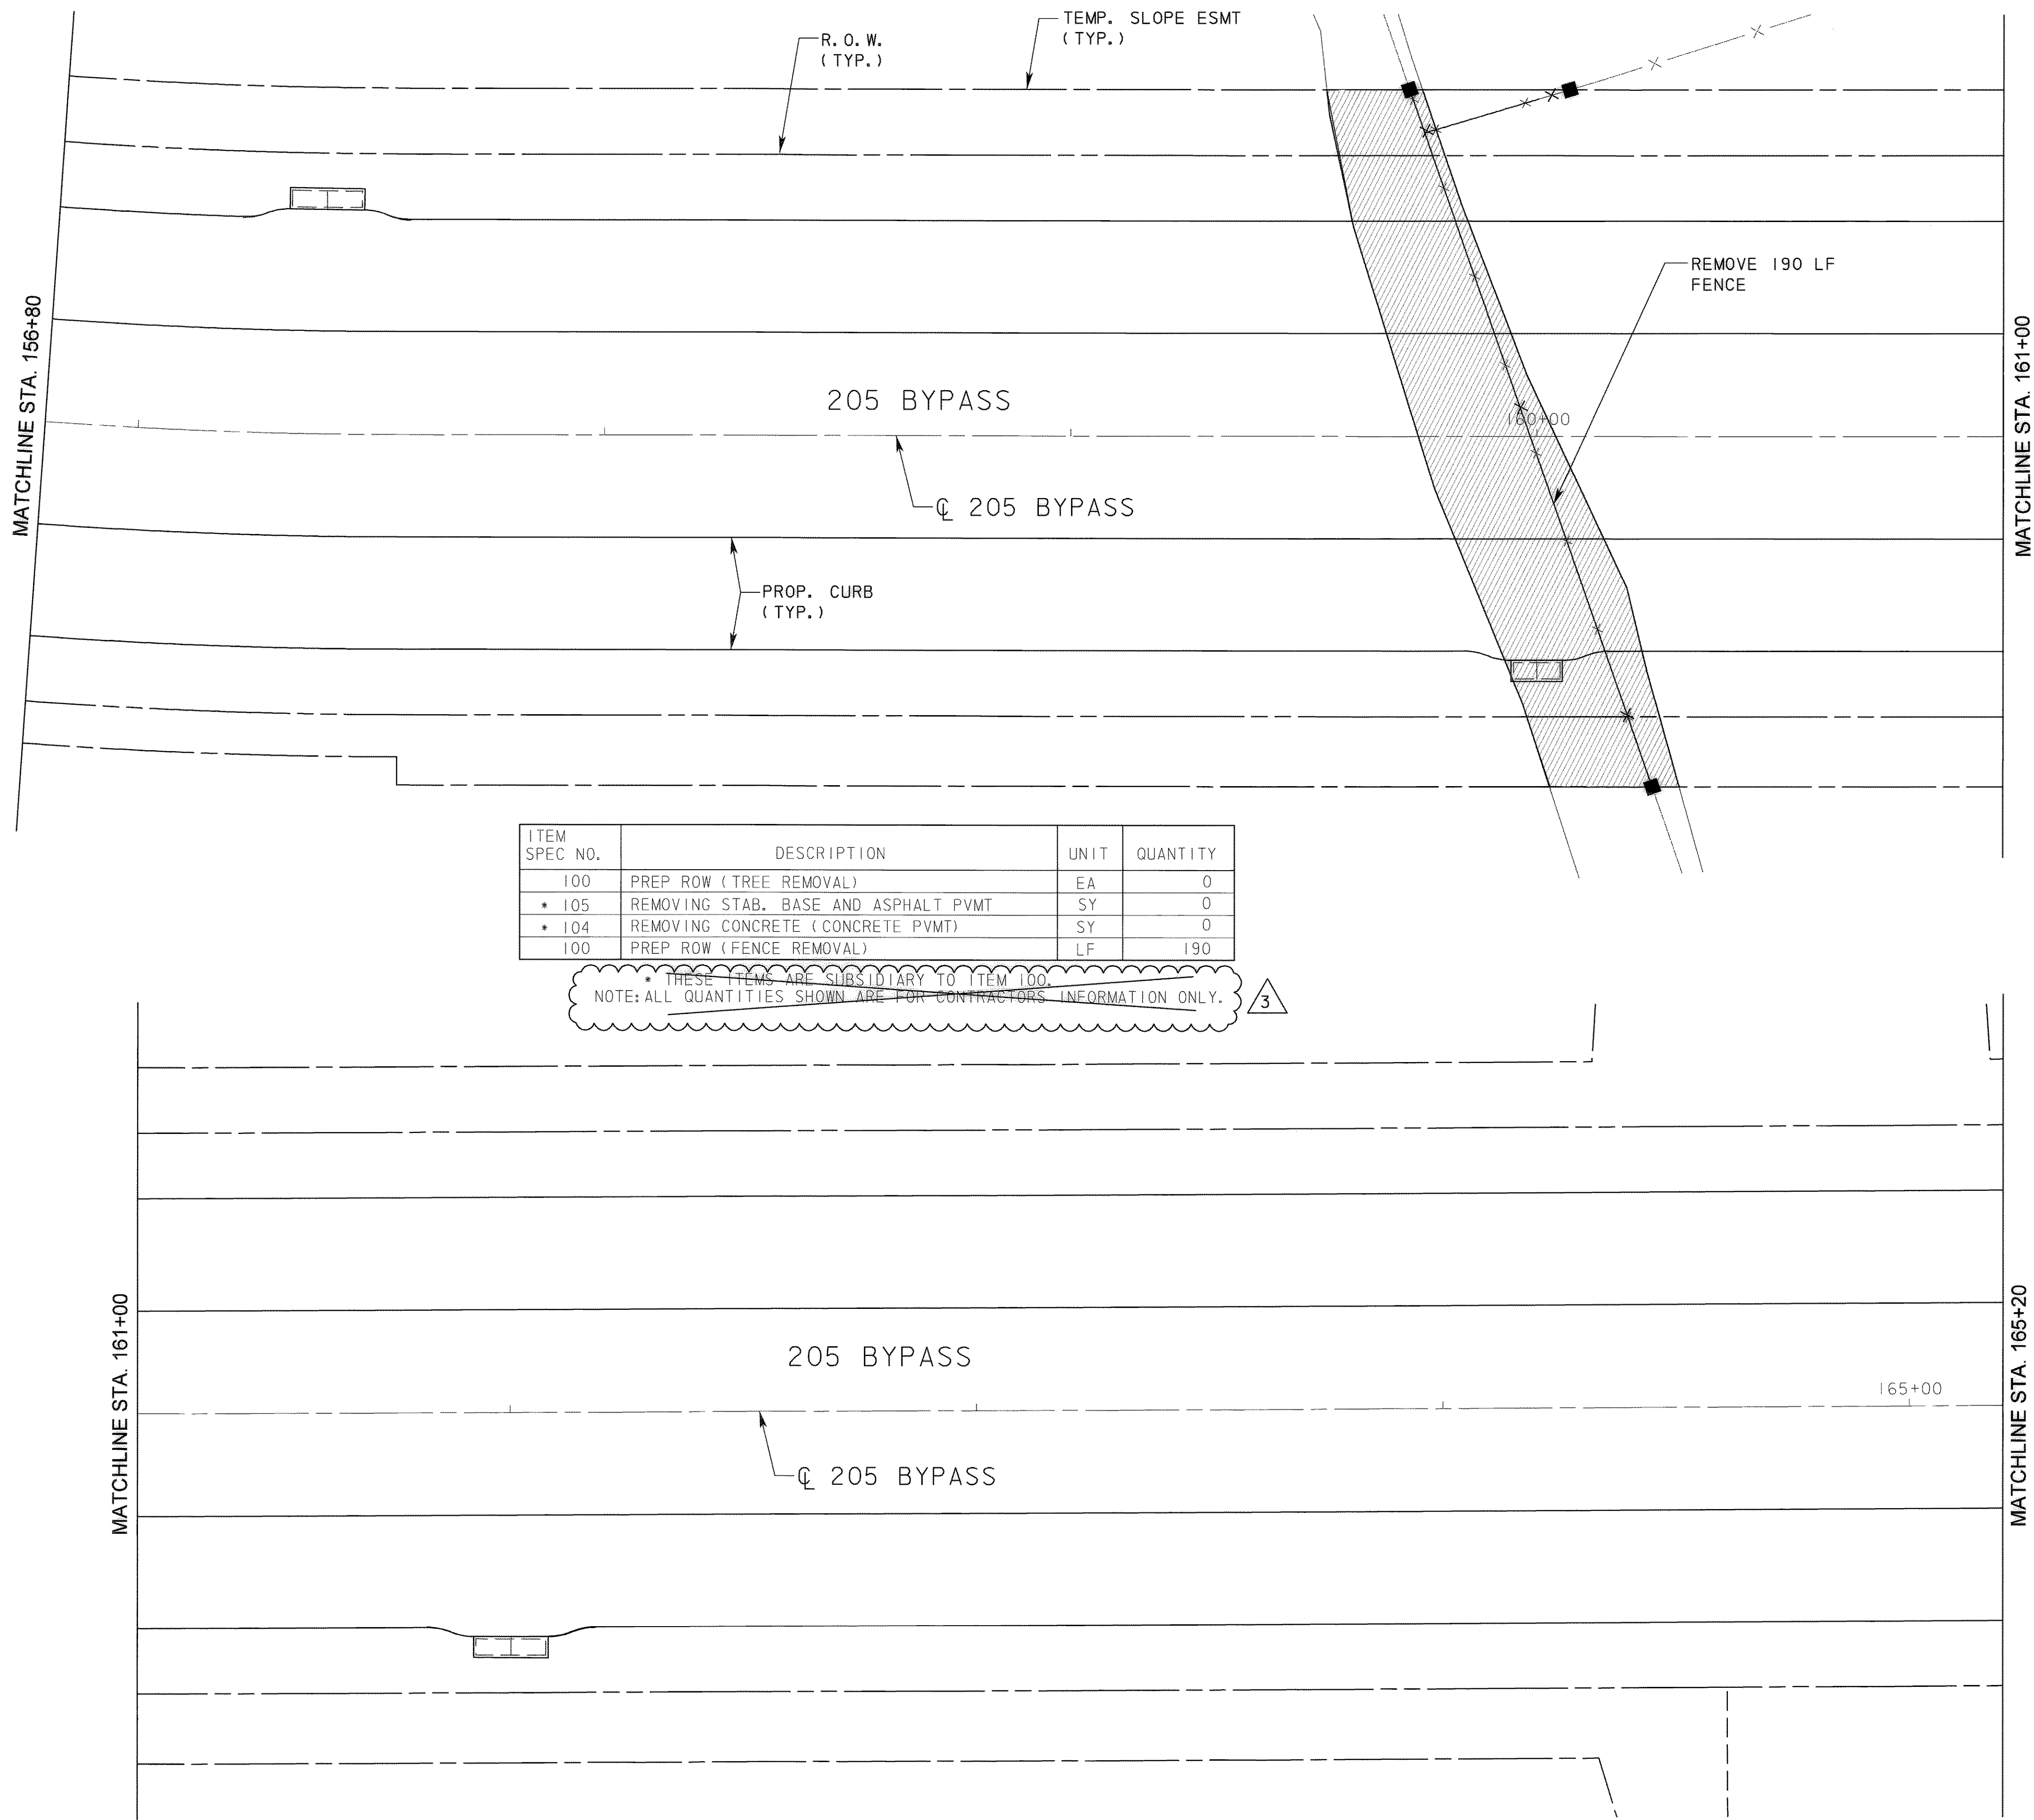 TEMP. SLOPE ESMT
(TYP.)
R.O.W.
(TYP.)
REMOVE 190 LF
FENCE
MATCHLINE STA. 156+80
MATCHLINE STA. 161+00
205 BYPASS
160+00
℄ 205 BYPASS
PROP. CURB
(TYP.)
ITEM
SPEC NO. DESCRIPTION UNIT QUANTITY
100 PREP ROW (TREE REMOVAL) EA 0
* 105 REMOVING STAB. BASE AND ASPHALT PVMT SY 0
* 104 REMOVING CONCRETE (CONCRETE PVMT) SY 0
100 PREP ROW (FENCE REMOVAL) LF 190
* THESE ITEMS ARE SUBSIDIARY TO ITEM 100.
NOTE: ALL QUANTITIES SHOWN ARE FOR CONTRACTORS INFORMATION ONLY.
3
MATCHLINE STA. 161+00
MATCHLINE STA. 165+20
205 BYPASS
165+00
℄ 205 BYPASS